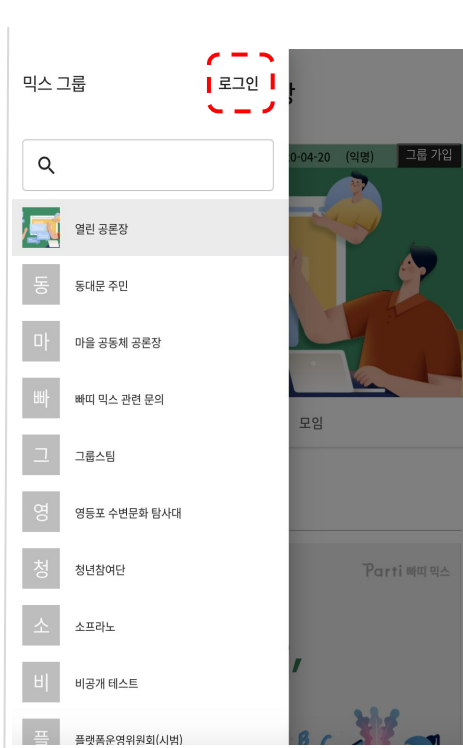 믹스 그룹
로그인
0-04-20 (익명)
그룹 가입
열린 공론장
동
동대문 주민
마
마을 공동체 공론장
빠
빠띠 믹스 관련 문의
모임
그
그룹스팀
영
영등포 수변문화 탐사대
청
청년참여단
Parti 빠띠 믹스
소
소프라노
비
비공개 테스트
플
플랫폼운영위원회(시범)